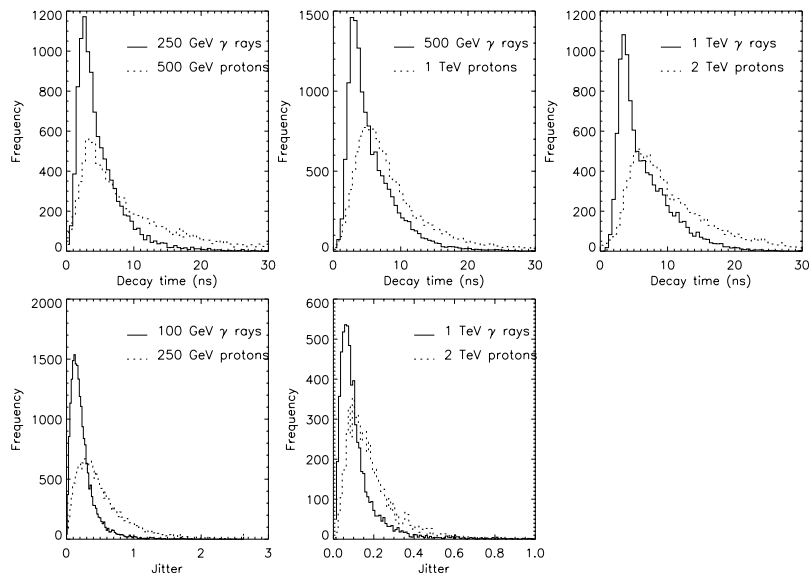 1200
1000
800
600
400
200
0
Frequency
250 GeV γ rays
500 GeV protons
0 10 20 30
Decay time (ns)
1500
1000
500
0
Frequency
500 GeV γ rays
1 TeV protons
0 10 20 30
Decay time (ns)
1200
1000
800
600
400
200
0
Frequency
1 TeV γ rays
2 TeV protons
0 10 20 30
Decay time (ns)
2000
1500
1000
500
0
Frequency
100 GeV γ rays
250 GeV protons
0 1 2 3
Jitter
600
500
400
300
200
100
0
Frequency
1 TeV γ rays
2 TeV protons
0.0 0.2 0.4 0.6 0.8 1.0
Jitter